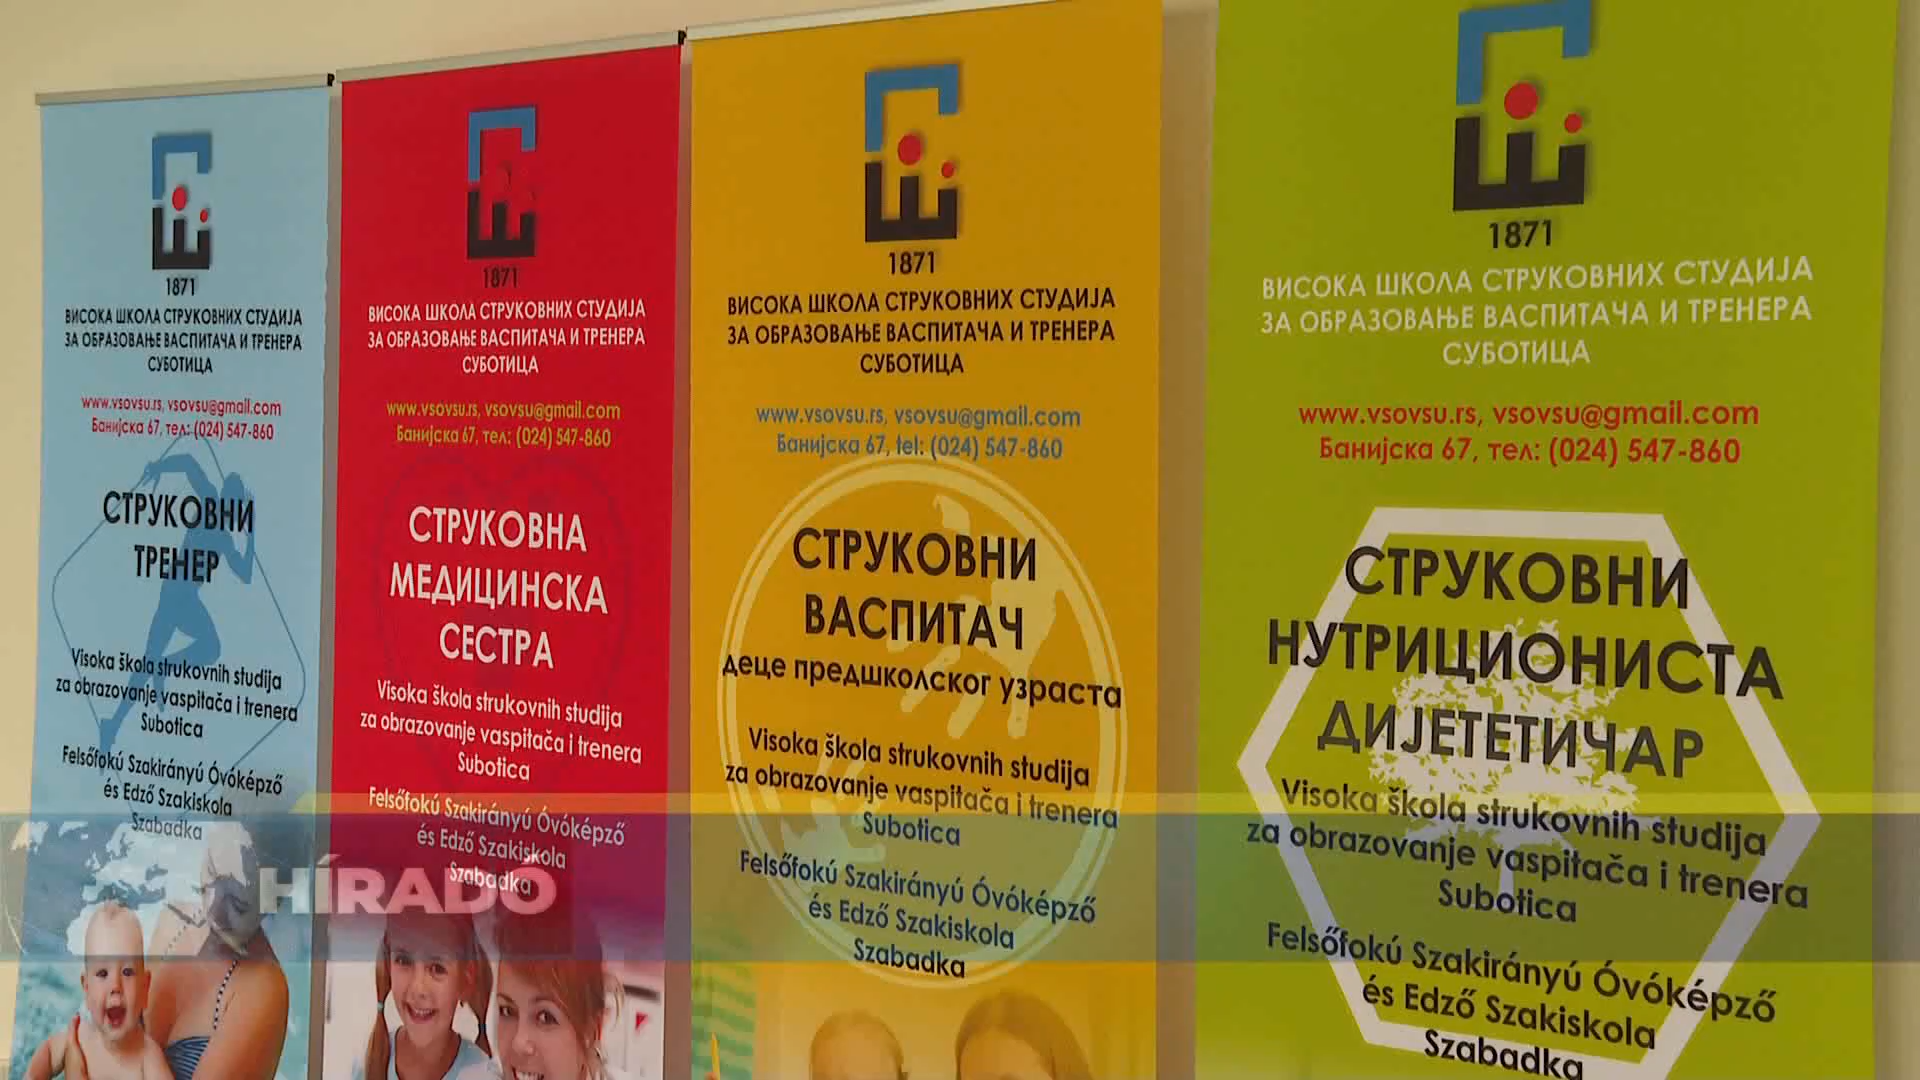 1871
ВИСОКА ШКОЛА СТРУКОВНИХ СТУДИЈА
ЗА ОБРАЗОВАЊЕ ВАСПИТАЧА И ТРЕНЕРА
СУБОТИЦА
www.vsovsu.rs, vsovsu@gmail.com
Банијска 67, тел: (024) 547-860
СТРУКОВНИ
ТРЕНЕР
Visoka škola strukovnih studija
za obrazovanje vaspitača i trenera
Subotica
Felsőfokú Szakirányú Óvóképző
és Edző Szakiskola
Szabadka
1871
ВИСОКА ШКОЛА СТРУКОВНИХ СТУДИЈА
ЗА ОБРАЗОВАЊЕ ВАСПИТАЧА И ТРЕНЕРА
СУБОТИЦА
www.vsovsu.rs, vsovsu@gmail.com
Банијска 67, тел: (024) 547-860
СТРУКОВНА
МЕДИЦИНСКА
СЕСТРА
Visoka škola strukovnih studija
za obrazovanje vaspitača i trenera
Subotica
Felsőfokú Szakirányú Óvóképző
és Edző Szakiskola
Szabadka
1871
ВИСОКА ШКОЛА СТРУКОВНИХ СТУДИЈА
ЗА ОБРАЗОВАЊЕ ВАСПИТАЧА И ТРЕНЕРА
СУБОТИЦА
www.vsovsu.rs, vsovsu@gmail.com
Банијска 67, tel: (024) 547-860
СТРУКОВНИ
ВАСПИТАЧ
деце предшколског узраста
Visoka škola strukovnih studija
za obrazovanje vaspitača i trenera
Subotica
Felsőfokú Szakirányú Óvóképző
és Edző Szakiskola
Szabadka
1871
ВИСОКА ШКОЛА СТРУКОВНИХ СТУДИЈА
ЗА ОБРАЗОВАЊЕ ВАСПИТАЧА И ТРЕНЕРА
СУБОТИЦА
www.vsovsu.rs, vsovsu@gmail.com
Банијска 67, тел: (024) 547-860
СТРУКОВНИ
НУТРИЦИОНИСТА
ДИЈЕТЕТИЧАР
Visoka škola strukovnih studija
za obrazovanje vaspitača i trenera
Subotica
Felsőfokú Szakirányú Óvóképző
és Edző Szakiskola
Szabadka
HÍRADÓ